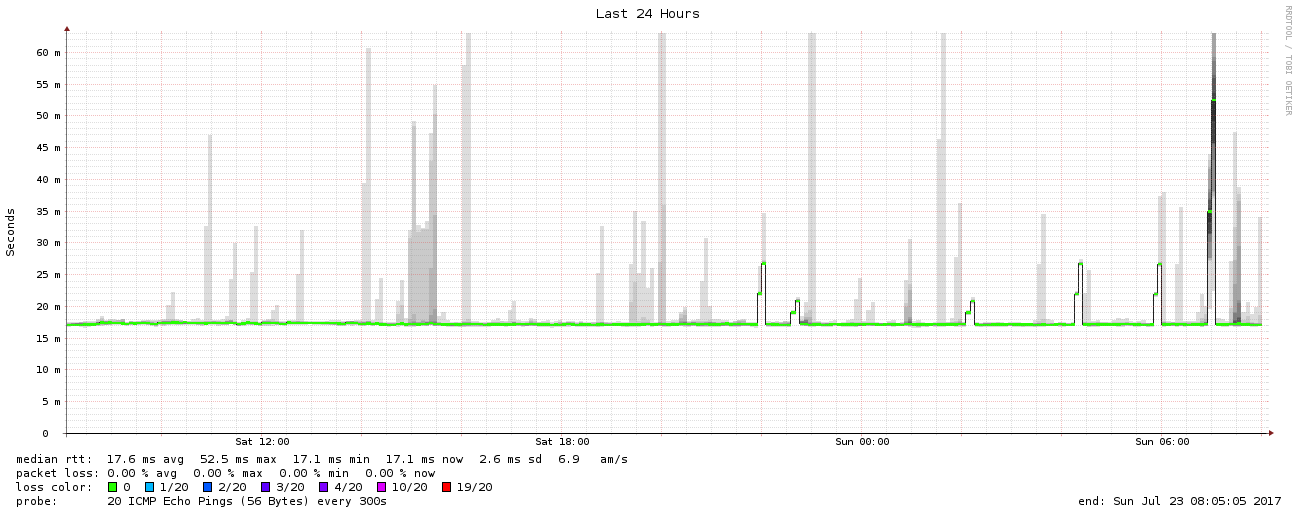 Last 24 Hours
RRDTOOL / TOBI OETIKER
Seconds
60 m
55 m
50 m
45 m
40 m
35 m
30 m
25 m
20 m
15 m
10 m
5 m
0
Sat 12:00 Sat 18:00 Sun 00:00 Sun 06:00
median rtt: 17.6 ms avg 52.5 ms max 17.1 ms min 17.1 ms now 2.6 ms sd 6.9 am/s
packet loss: 0.00 % avg 0.00 % max 0.00 % min 0.00 % now
loss color: 0 1/20 2/20 3/20 4/20 10/20 19/20
probe: 20 ICMP Echo Pings (56 Bytes) every 300s end: Sun Jul 23 08:05:05 2017